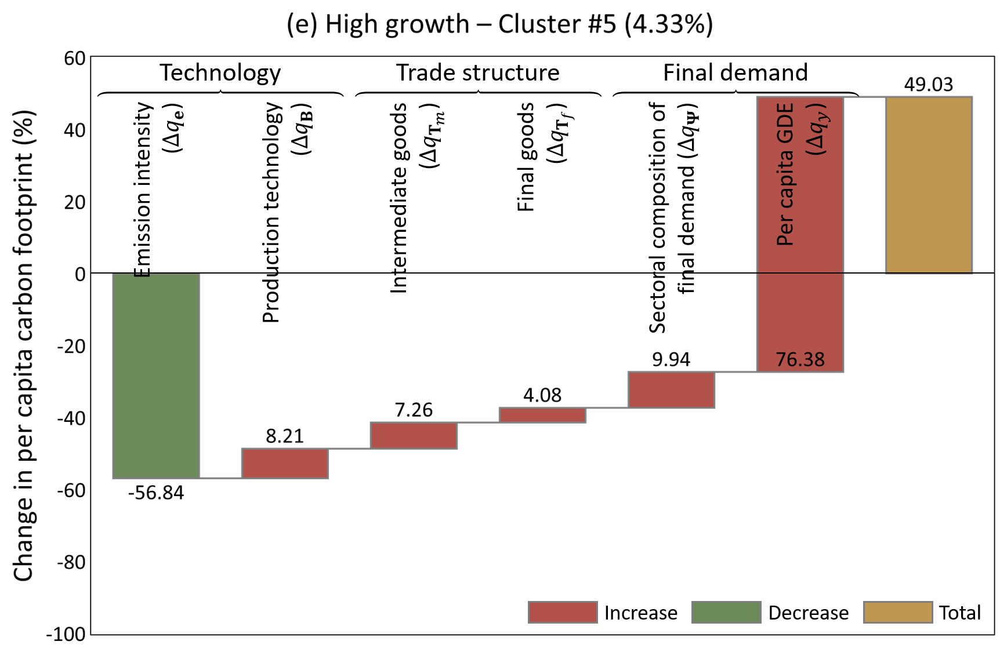 (e) High growth – Cluster #5 (4.33%)
Change in per capita carbon footprint (%)
60
40
20
0
-20
-40
-60
-80
-100
Technology
Trade structure
Final demand
Emission intensity
(Δq𝐞)
Production technology
(Δq𝐁)
Intermediate goods
(Δq𝐓m)
Final goods
(Δq𝐓f)
Sectoral composition of
final demand (Δq𝚿)
Per capita GDE
(Δqy)
-56.84
8.21
7.26
4.08
9.94
76.38
49.03
Increase
Decrease
Total